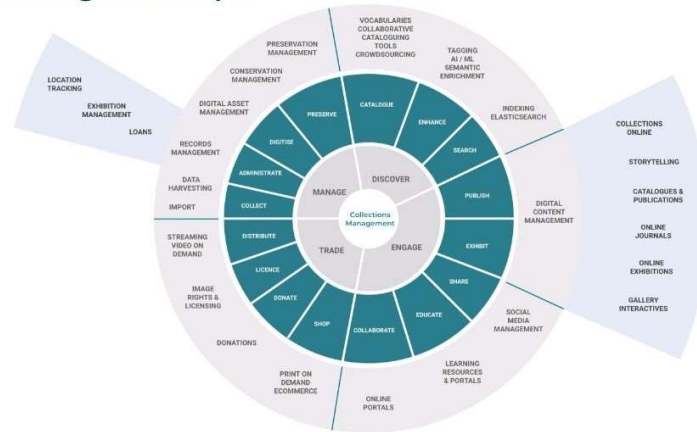 VOCABULARIES
COLLABORATIVE
CATALOGUING
TOOLS
CROWDSOURCING
PRESERVATION
MANAGEMENT
TAGGING
AI / ML
SEMANTIC
ENRICHMENT
CONSERVATION
MANAGEMENT
LOCATION
TRACKING
EXHIBITION
MANAGEMENT
LOANS
DIGITAL ASSET
MANAGEMENT
INDEXING
ELASTICSEARCH
RECORDS
MANAGEMENT
DATA
HARVESTING
IMPORT
PRESERVE
CATALOGUE
ENHANCE
DIGITISE
SEARCH
ADMINISTRATE
PUBLISH
COLLECT
MANAGE
DISCOVER
Collections
Management
TRADE
ENGAGE
DISTRIBUTE
EXHIBIT
LICENCE
SHARE
DONATE
EDUCATE
SHOP
COLLABORATE
DIGITAL
CONTENT
MANAGEMENT
COLLECTIONS
ONLINE
STORYTELLING
CATALOGUES &
PUBLICATIONS
ONLINE
JOURNALS
ONLINE
EXHIBITIONS
GALLERY
INTERACTIVES
STREAMING
VIDEO ON
DEMAND
IMAGE
RIGHTS &
LICENSING
DONATIONS
PRINT ON
DEMAND
ECOMMERCE
ONLINE
PORTALS
LEARNING
RESOURCES
& PORTALS
SOCIAL
MEDIA
MANAGEMENT